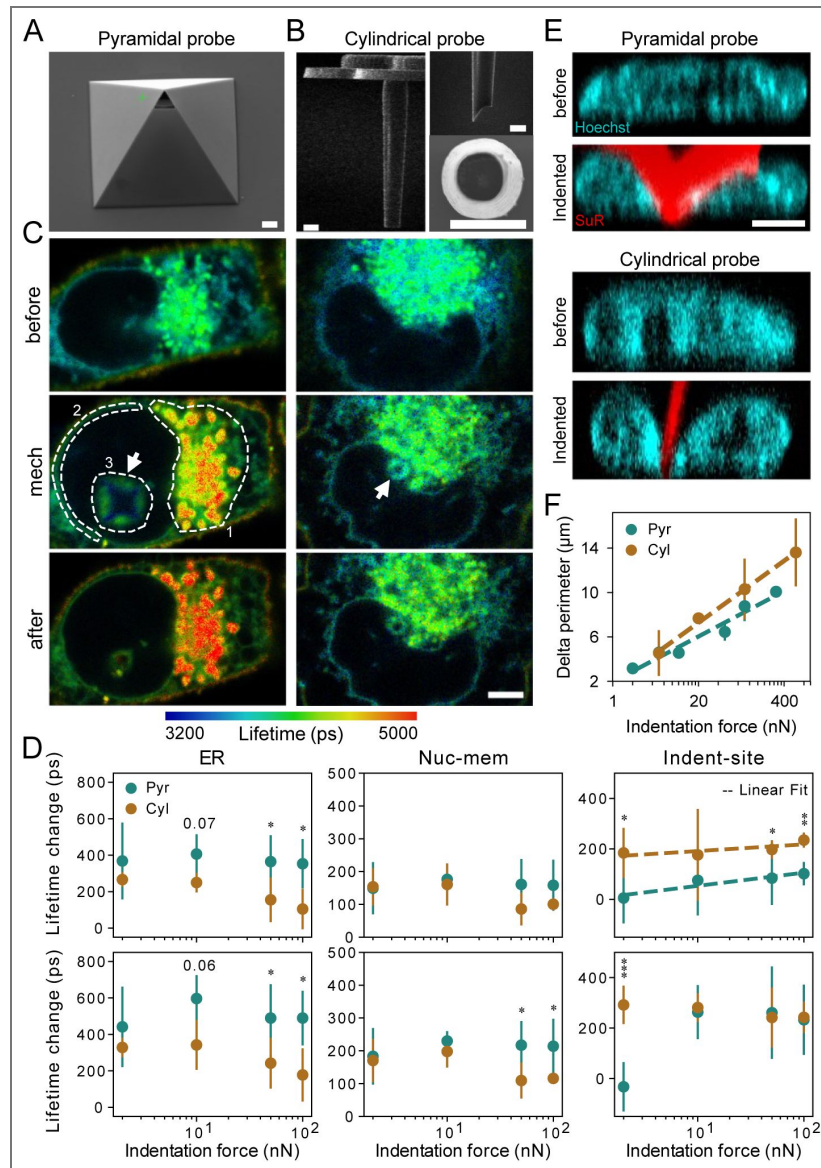 A
Pyramidal probe
B
Cylindrical probe
C
before
mech
2
3
1
after
3200
Lifetime (ps)
5000
E
Pyramidal probe
before
Hoechst
Indented
SuR
Cylindrical probe
before
Indented
F
Delta perimeter (µm)
14
10
6
2
Pyr
Cyl
1
20
400
Indentation force (nN)
D
ER
Nuc-mem
Indent-site
Lifetime change (ps)
800
600
400
200
0
Pyr
Cyl
0.07
*
*
500
400
300
200
100
0
400
200
0
-- Linear Fit
*
*
**
Lifetime change (ps)
800
600
400
200
0
0.06
*
*
500
400
300
200
100
0
*
*
400
200
0
***
10¹
10²
Indentation force (nN)
10¹
10²
Indentation force (nN)
10¹
10²
Indentation force (nN)